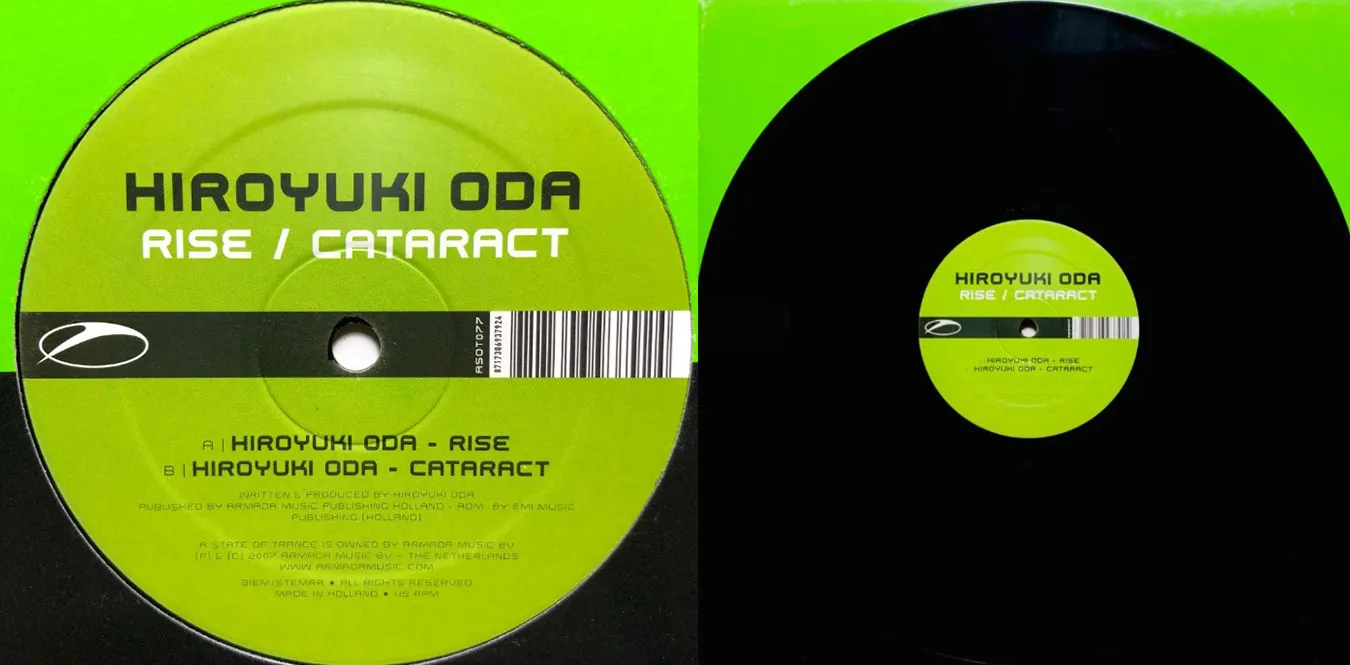 HIROYUKI ODA
RISE / CATARACT
ASOT077
8717306937924
A | HIROYUKI ODA - RISE
B | HIROYUKI ODA - CATARACT
WRITTEN & PRODUCED BY HIROYUKI ODA
PUBLISHED BY ARMADA MUSIC PUBLISHING HOLLAND - ADM. BY EMI MUSIC
PUBLISHING (HOLLAND)
A STATE OF TRANCE IS OWNED BY ARMADA MUSIC BV
(P) & (C) 2007 ARMADA MUSIC BV - THE NETHERLANDS
WWW.ARMADAMUSIC.COM
BIEM/STEMRA • ALL RIGHTS RESERVED
MADE IN HOLLAND • 45 RPM
HIROYUKI ODA
RISE / CATARACT
HIROYUKI ODA - RISE
HIROYUKI ODA - CATARACT